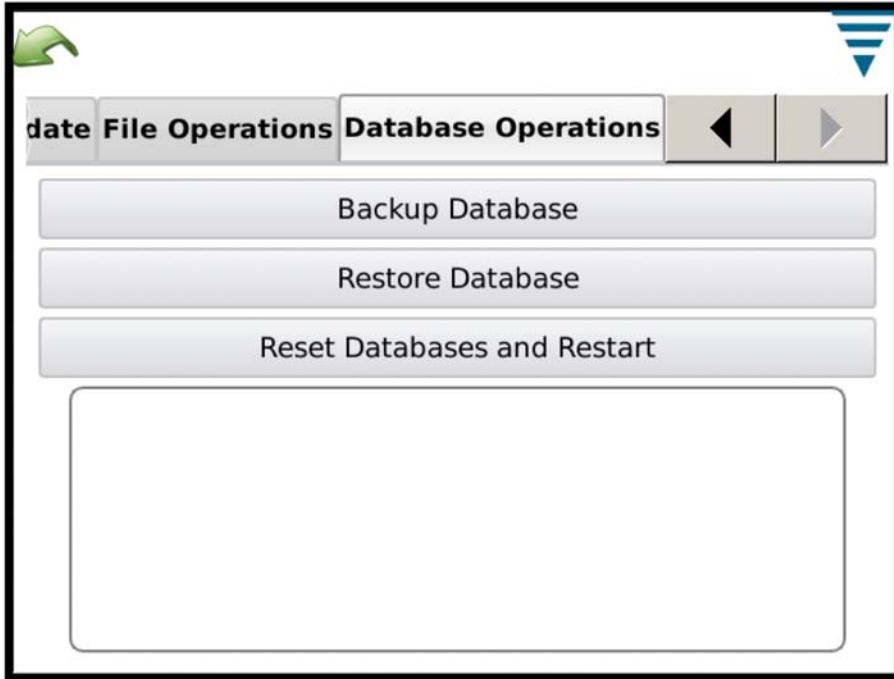 date File Operations Database Operations
Backup Database
Restore Database
Reset Databases and Restart